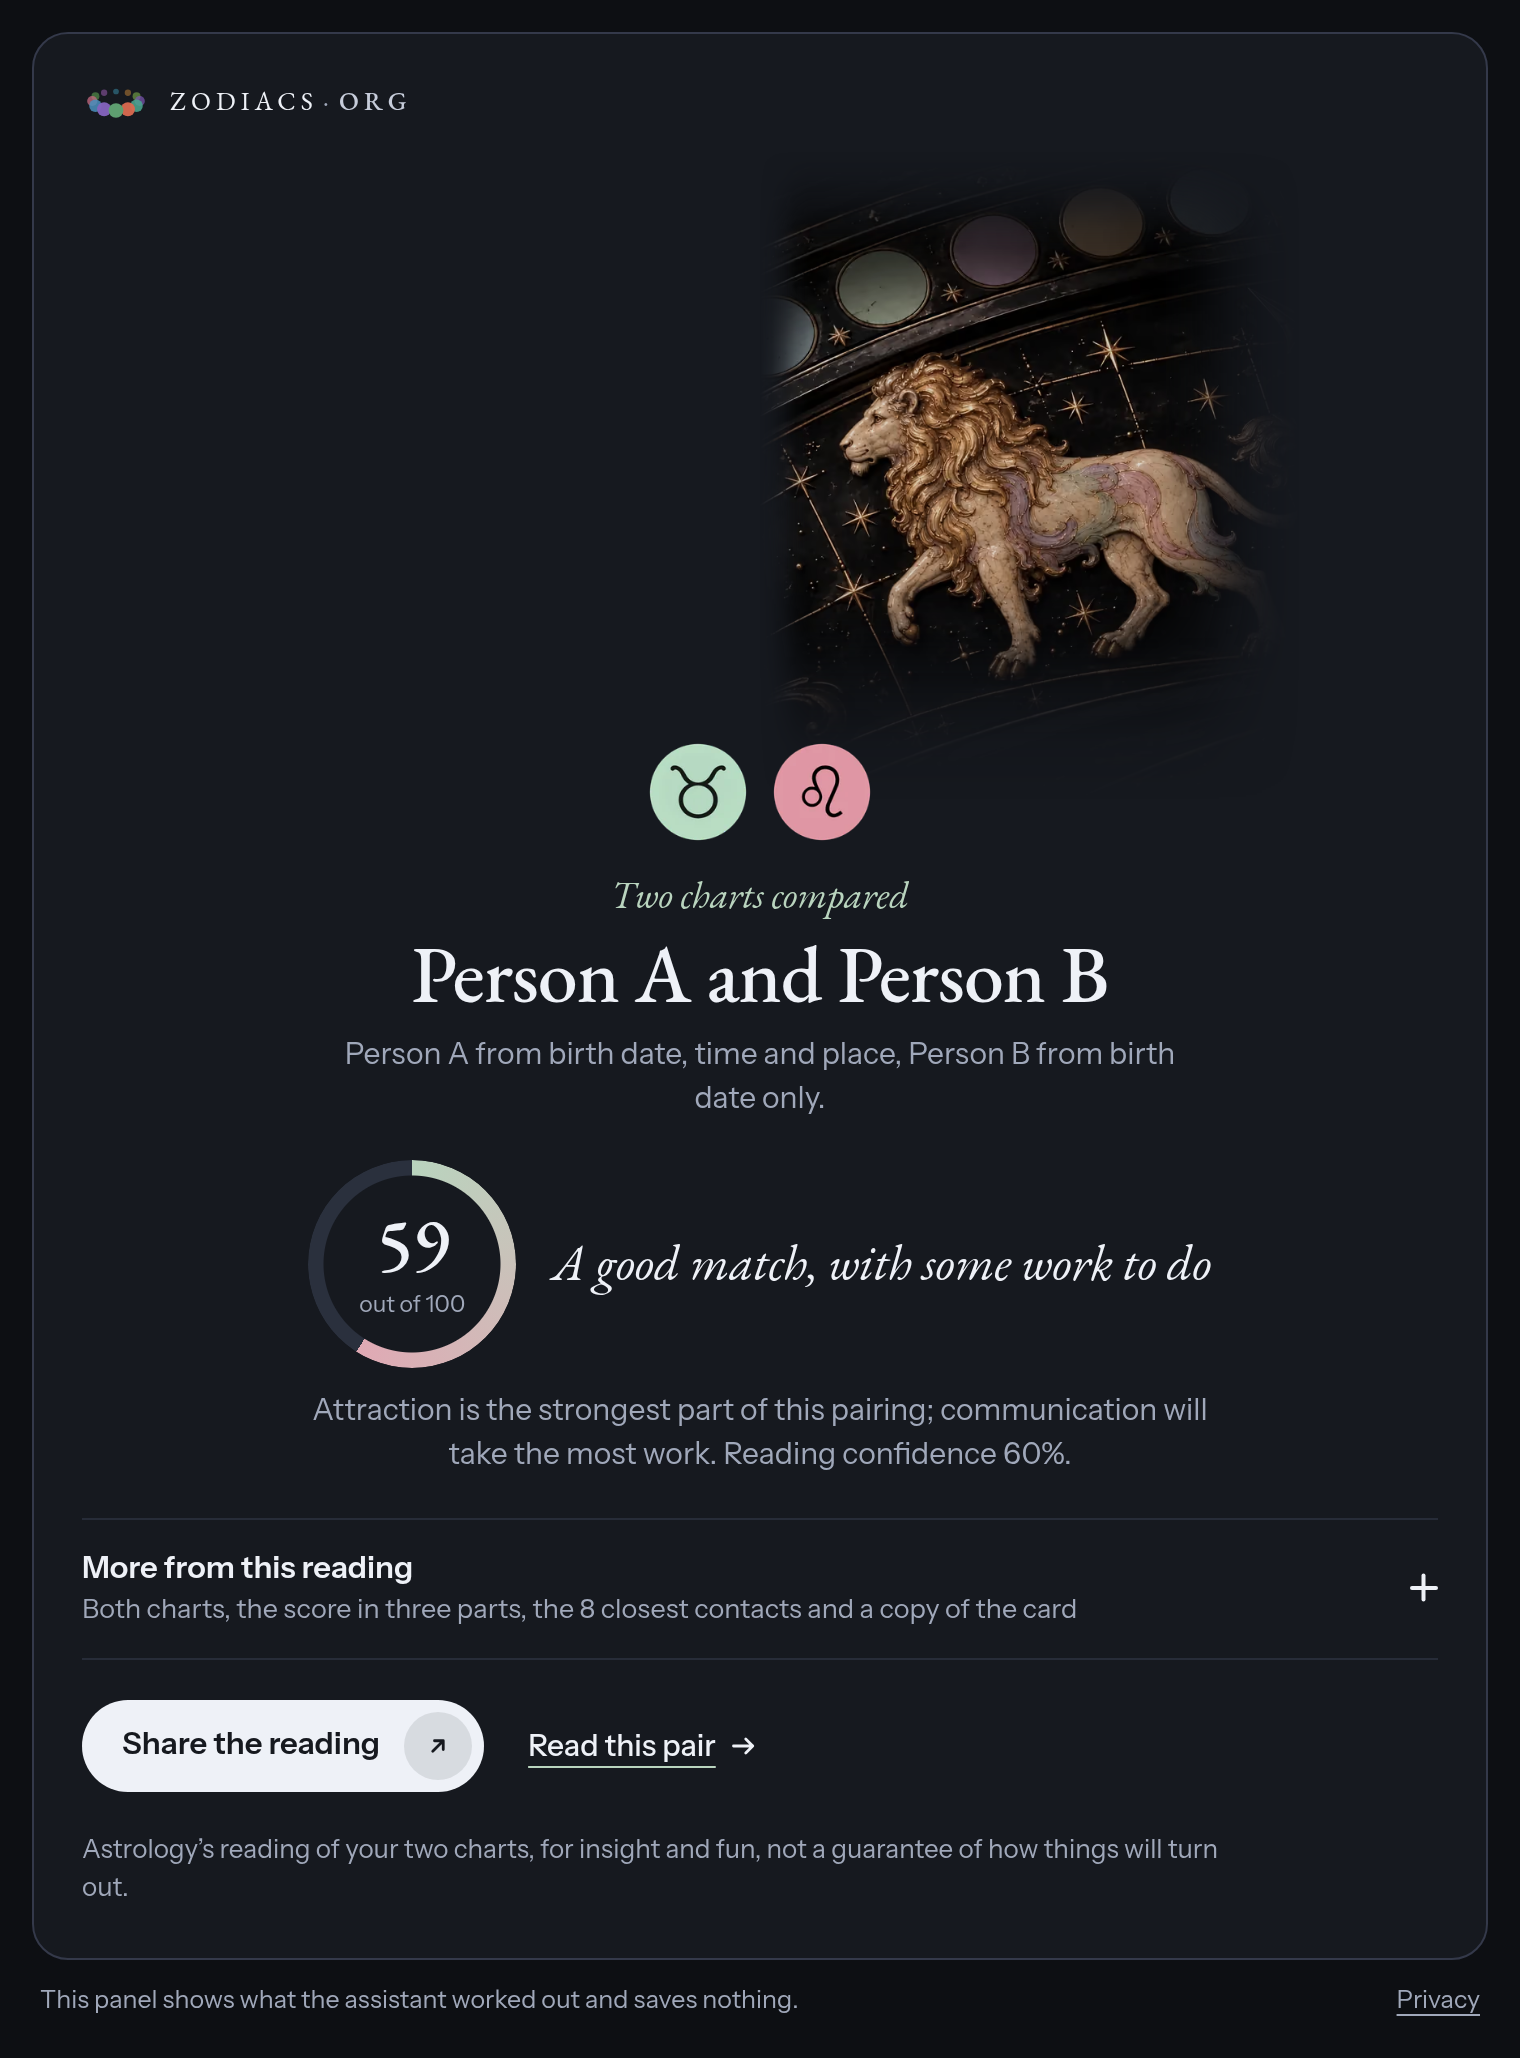 ZODIACS·ORG
Two charts compared
Person A and Person B
Person A from birth date, time and place, Person B from birth
date only.
59
out of 100
A good match, with some work to do
Attraction is the strongest part of this pairing; communication will
take the most work. Reading confidence 60%.
More from this reading
Both charts, the score in three parts, the 8 closest contacts and a copy of the card
Share the reading
Read this pair →
Astrology’s reading of your two charts, for insight and fun, not a guarantee of how things will turn
out.
This panel shows what the assistant worked out and saves nothing.
Privacy